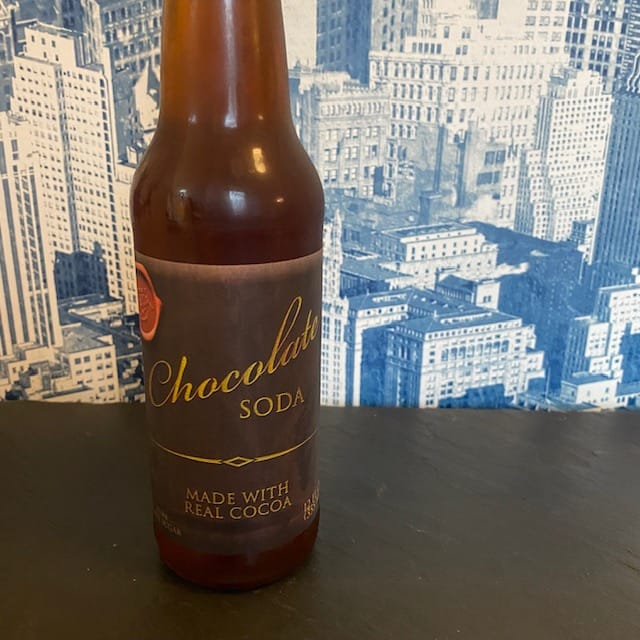 Chocolate
SODA
MADE WITH
REAL COCOA